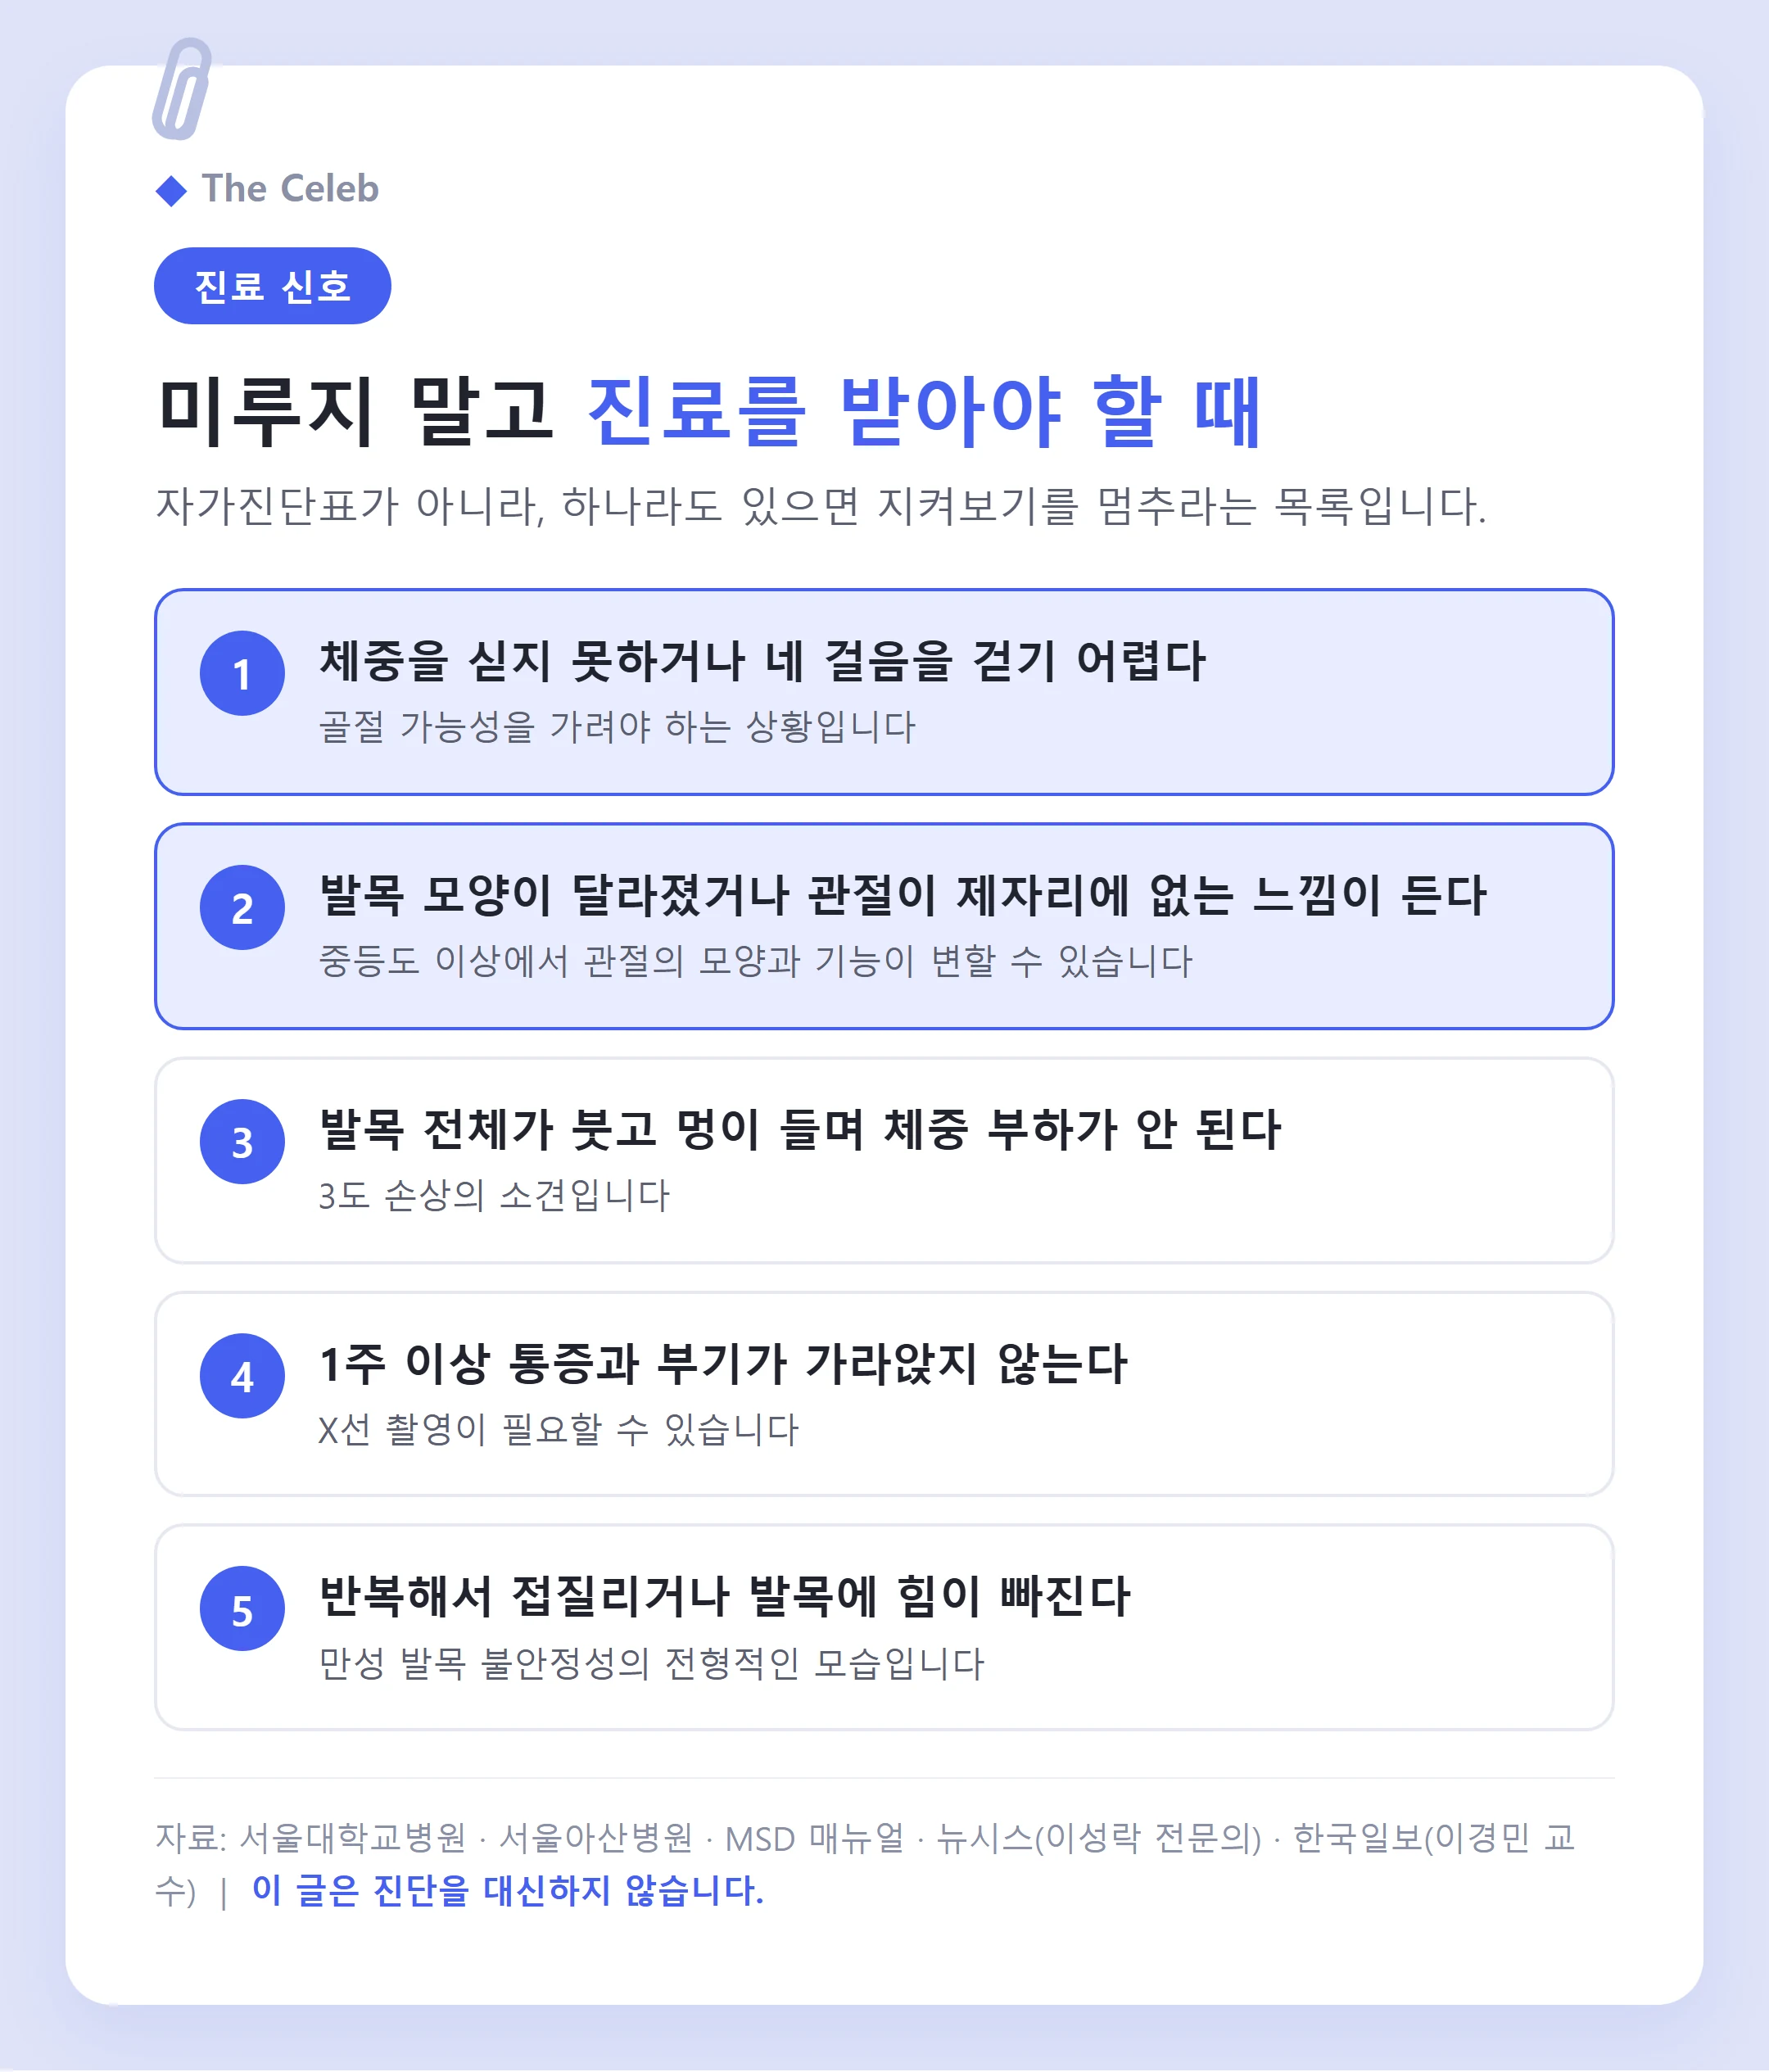 The Celeb
진료 신호
미루지 말고 진료를 받아야 할 때
자가진단표가 아니라, 하나라도 있으면 지켜보기를 멈추라는 목록입니다.
1
체중을 싣지 못하거나 네 걸음을 걷기 어렵다
골절 가능성을 가려야 하는 상황입니다
2
발목 모양이 달라졌거나 관절이 제자리에 없는 느낌이 든다
중등도 이상에서 관절의 모양과 기능이 변할 수 있습니다
3
발목 전체가 붓고 멍이 들며 체중 부하가 안 된다
3도 손상의 소견입니다
4
1주 이상 통증과 부기가 가라앉지 않는다
X선 촬영이 필요할 수 있습니다
5
반복해서 접질리거나 발목에 힘이 빠진다
만성 발목 불안정성의 전형적인 모습입니다
자료: 서울대학교병원 · 서울아산병원 · MSD 매뉴얼 · 뉴시스(이성락 전문의) · 한국일보(이경민 교
수) | 이 글은 진단을 대신하지 않습니다.